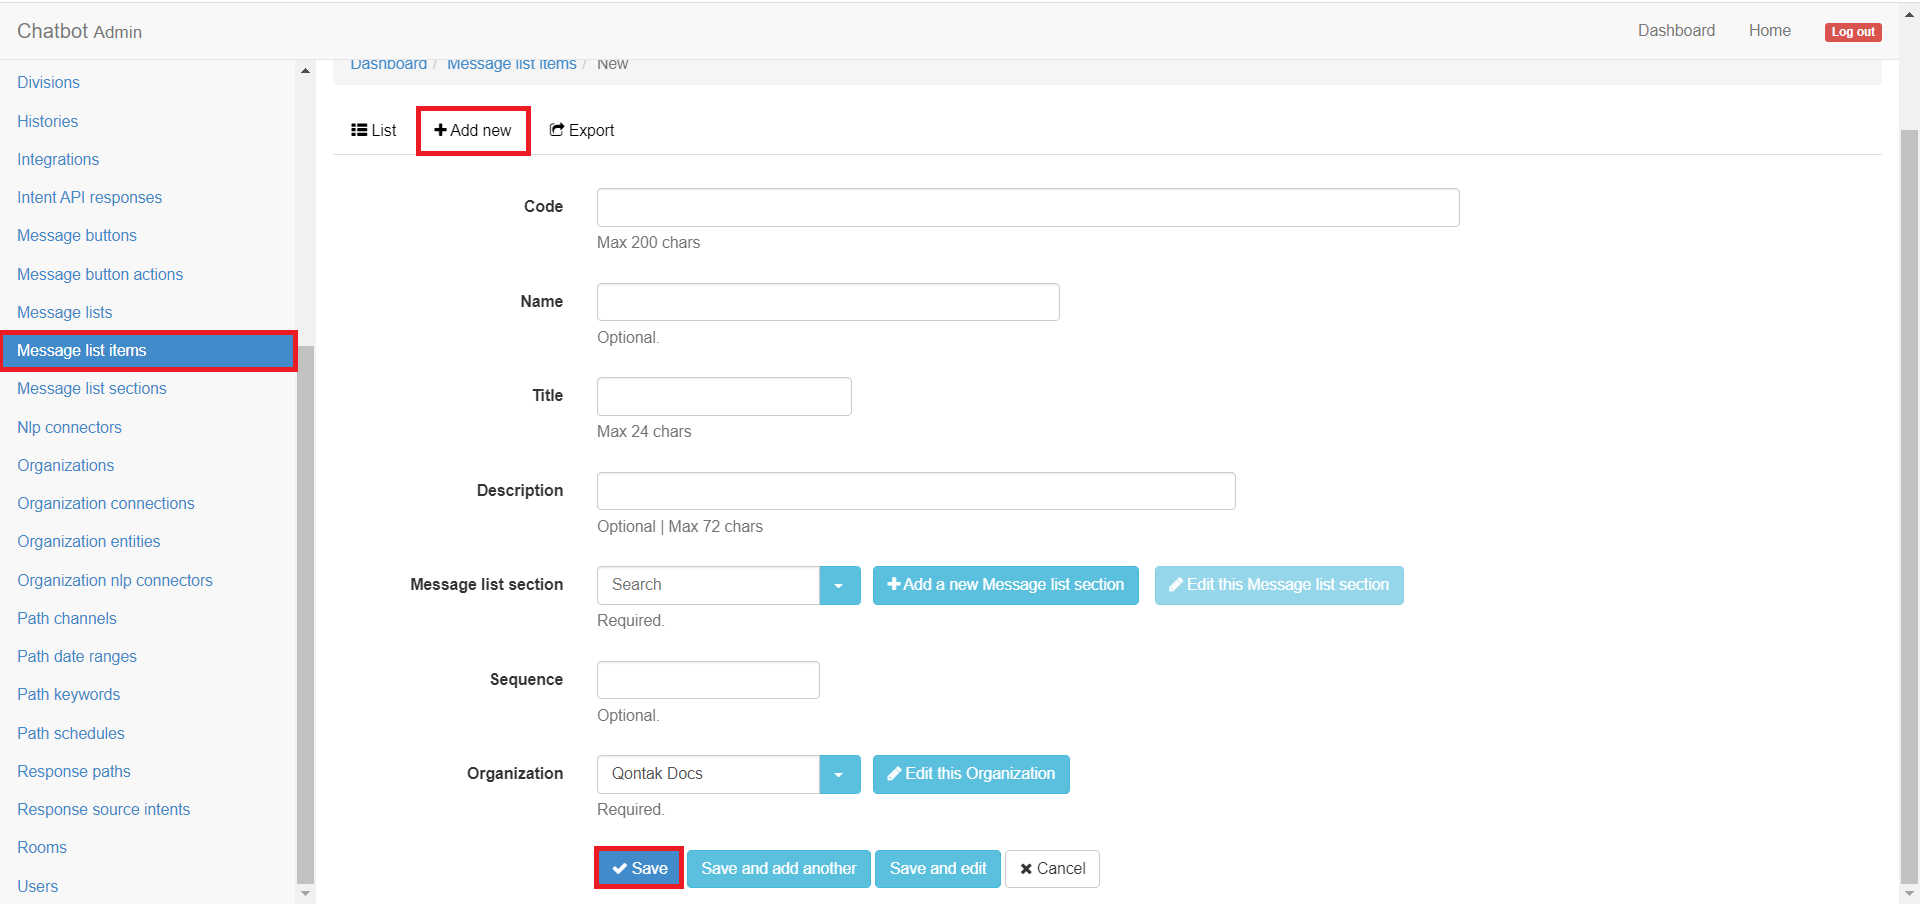 Chatbot Admin
Dashboard
Home
Log out
Divisions
Histories
Integrations
Intent API responses
Message buttons
Message button actions
Message lists
Message list items
Message list sections
Nlp connectors
Organizations
Organization connections
Organization entities
Organization nlp connectors
Path channels
Path date ranges
Path keywords
Path schedules
Response paths
Response source intents
Rooms
Users
Dashboard / Message list items / New
List
Add new
Export
Code
Max 200 chars
Name
Optional.
Title
Max 24 chars
Description
Optional | Max 72 chars
Message list section
Search
Add a new Message list section
Edit this Message list section
Required.
Sequence
Optional.
Organization
Qontak Docs
Edit this Organization
Required.
Save
Save and add another
Save and edit
Cancel